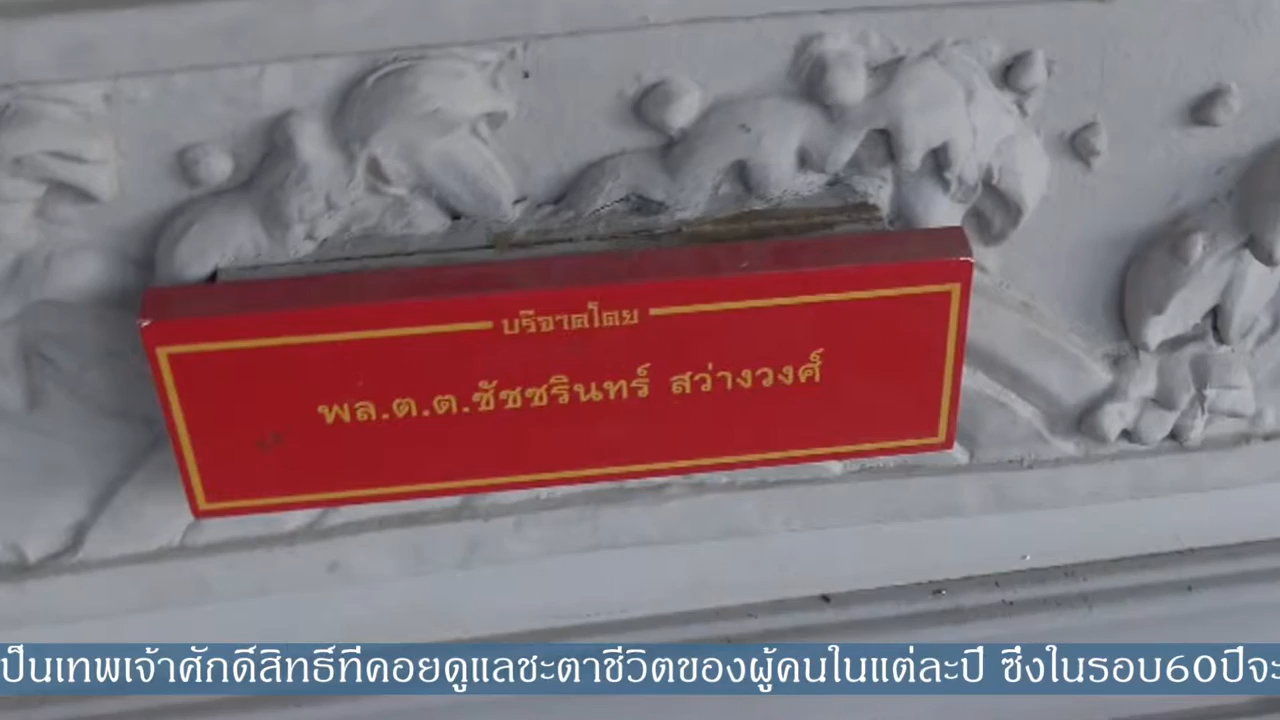 บริจาคโดย
พล.ต.ต.ชัชชรินทร์ สว่างวงศ์
เป็นเทพเจ้าศักดิ์สิทธิ์ที่คอยดูแลชะตาชีวิตของผู้คนในแต่ละปี ซึ่งในรอบ60ปีจะ